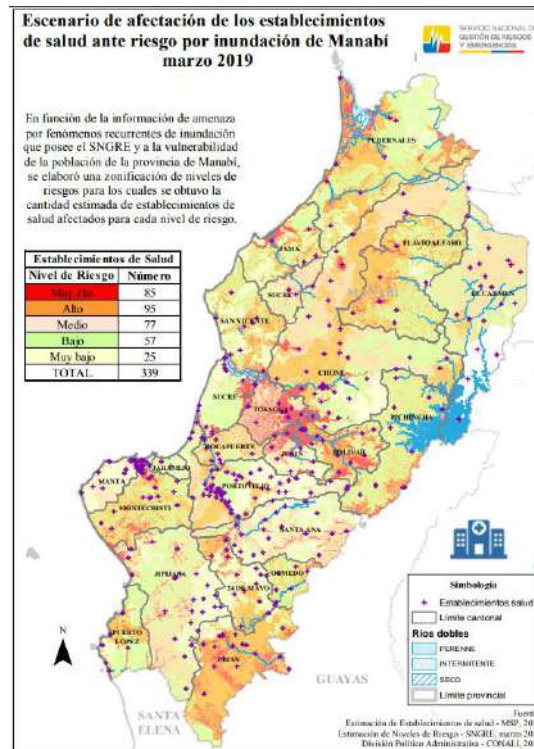 Escenario de afectación de los establecimientos
de salud ante riesgo por inundación de Manabí
marzo 2019
SERVICIO NACIONAL DE
GESTIÓN DE RIESGOS
Y EMERGENCIAS
En función de la información de amenaza
por fenómenos recurrentes de inundación
que posee el SNGRE y a la vulnerabilidad
de la población de la provincia de Manabí,
se elaboró una zonificación de niveles de
riesgos para los cuales se obtuvo la
cantidad estimada de establecimientos de
salud afectados para cada nivel de riesgo.
Establecimientos de Salud
Nivel de Riesgo Número
Muy alto 85
Alto 95
Medio 77
Bajo 57
Muy bajo 25
TOTAL 339
PEDERNALES
JAMA
FLAVIO ALFARO
SUCRE
MANABÍ
EL CARMEN
SAN VICENTE
CHONE
SUCRE
TOSAGUA
PICHINCHA
ROCAFUERTE
JUNÍN
BOLÍVAR
JARAMIJÓ
MANTA
PORTOVIEJO
MONTECRISTI
SANTA ANA
JIPIJAPA
24 DE MAYO
OLMEDO
PUERTO
LÓPEZ
PAJÁN
N
GUAYAS
SANTA
ELENA
Simbología
Establecimientos salud
Límite cantonal
Ríos dobles
PERENNE
INTERMITENTE
SECO
Límite provincial
Fuente
Estimación de Establecimientos de salud - MSP, 20
Estimación de Niveles de Riesgo - SNGRE, marzo 20
División Político Administrativa - CONALI, 20